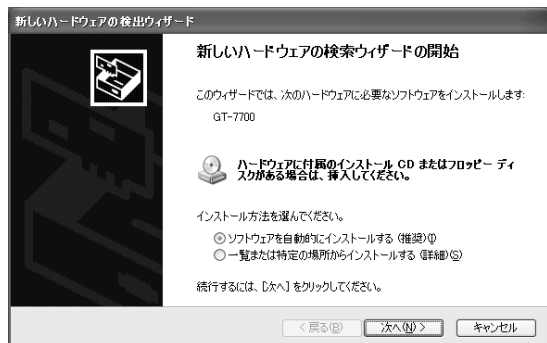 新しいハードウェアの検出ウィザード
新しいハードウェアの検索ウィザードの開始
このウィザードでは、次のハードウェアに必要なソフトウェアをインストールします:
GT-7700
ハードウェアに付属のインストール CD またはフロッピー ディ
スクがある場合は、挿入してください。
インストール方法を選んでください。
ソフトウェアを自動的にインストールする (推奨)(I)
一覧または特定の場所からインストールする (詳細)(S)
続行するには、[次へ] をクリックしてください。
< 戻る(B)
次へ(N) >
キャンセル